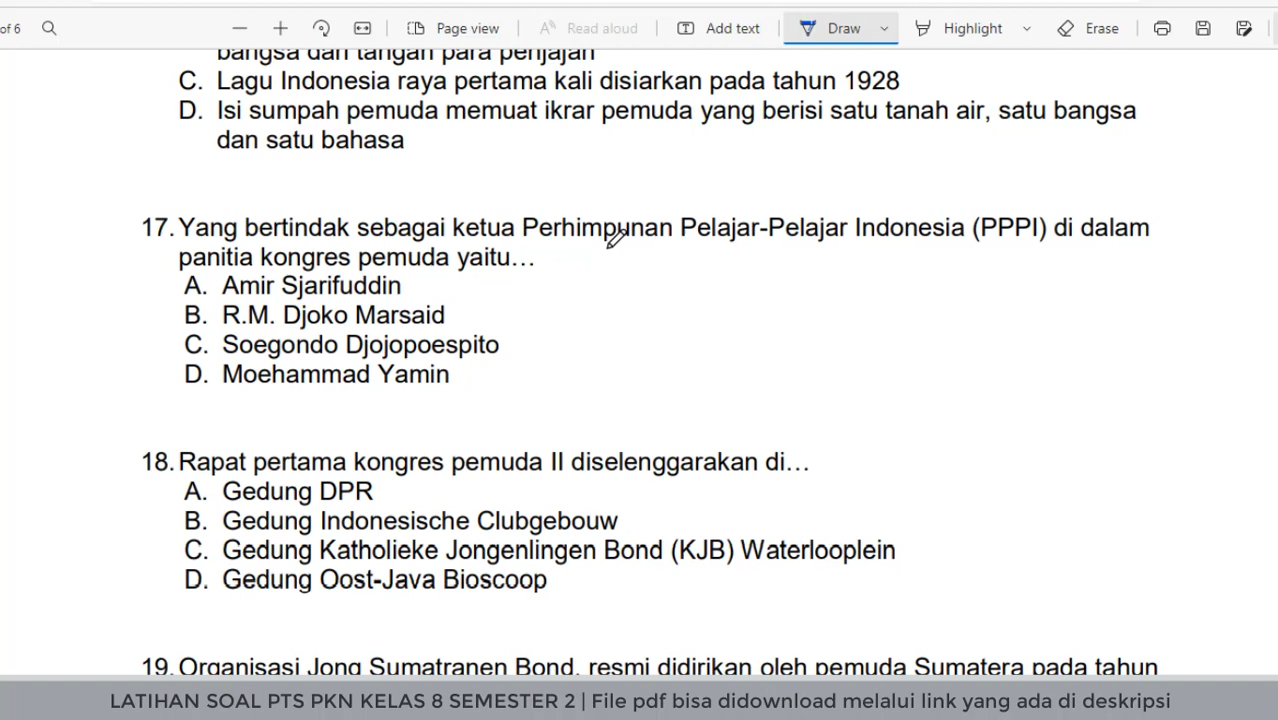 of 6
Page view
Read aloud
Add text
Draw
Highlight
Erase
bangsa dari tangan para penjajah
C. Lagu Indonesia raya pertama kali disiarkan pada tahun 1928
D. Isi sumpah pemuda memuat ikrar pemuda yang berisi satu tanah air, satu bangsa
dan satu bahasa
17. Yang bertindak sebagai ketua Perhimpunan Pelajar-Pelajar Indonesia (PPPI) di dalam
panitia kongres pemuda yaitu…
A. Amir Sjarifuddin
B. R.M. Djoko Marsaid
C. Soegondo Djojopoespito
D. Moehammad Yamin
18. Rapat pertama kongres pemuda II diselenggarakan di…
A. Gedung DPR
B. Gedung Indonesische Clubgebouw
C. Gedung Katholieke Jongenlingen Bond (KJB) Waterlooplein
D. Gedung Oost-Java Bioscoop
19. Organisasi Jong Sumatranen Bond, resmi didirikan oleh pemuda Sumatera pada tahun
LATIHAN SOAL PTS PKN KELAS 8 SEMESTER 2 | File pdf bisa didownload melalui link yang ada di deskripsi